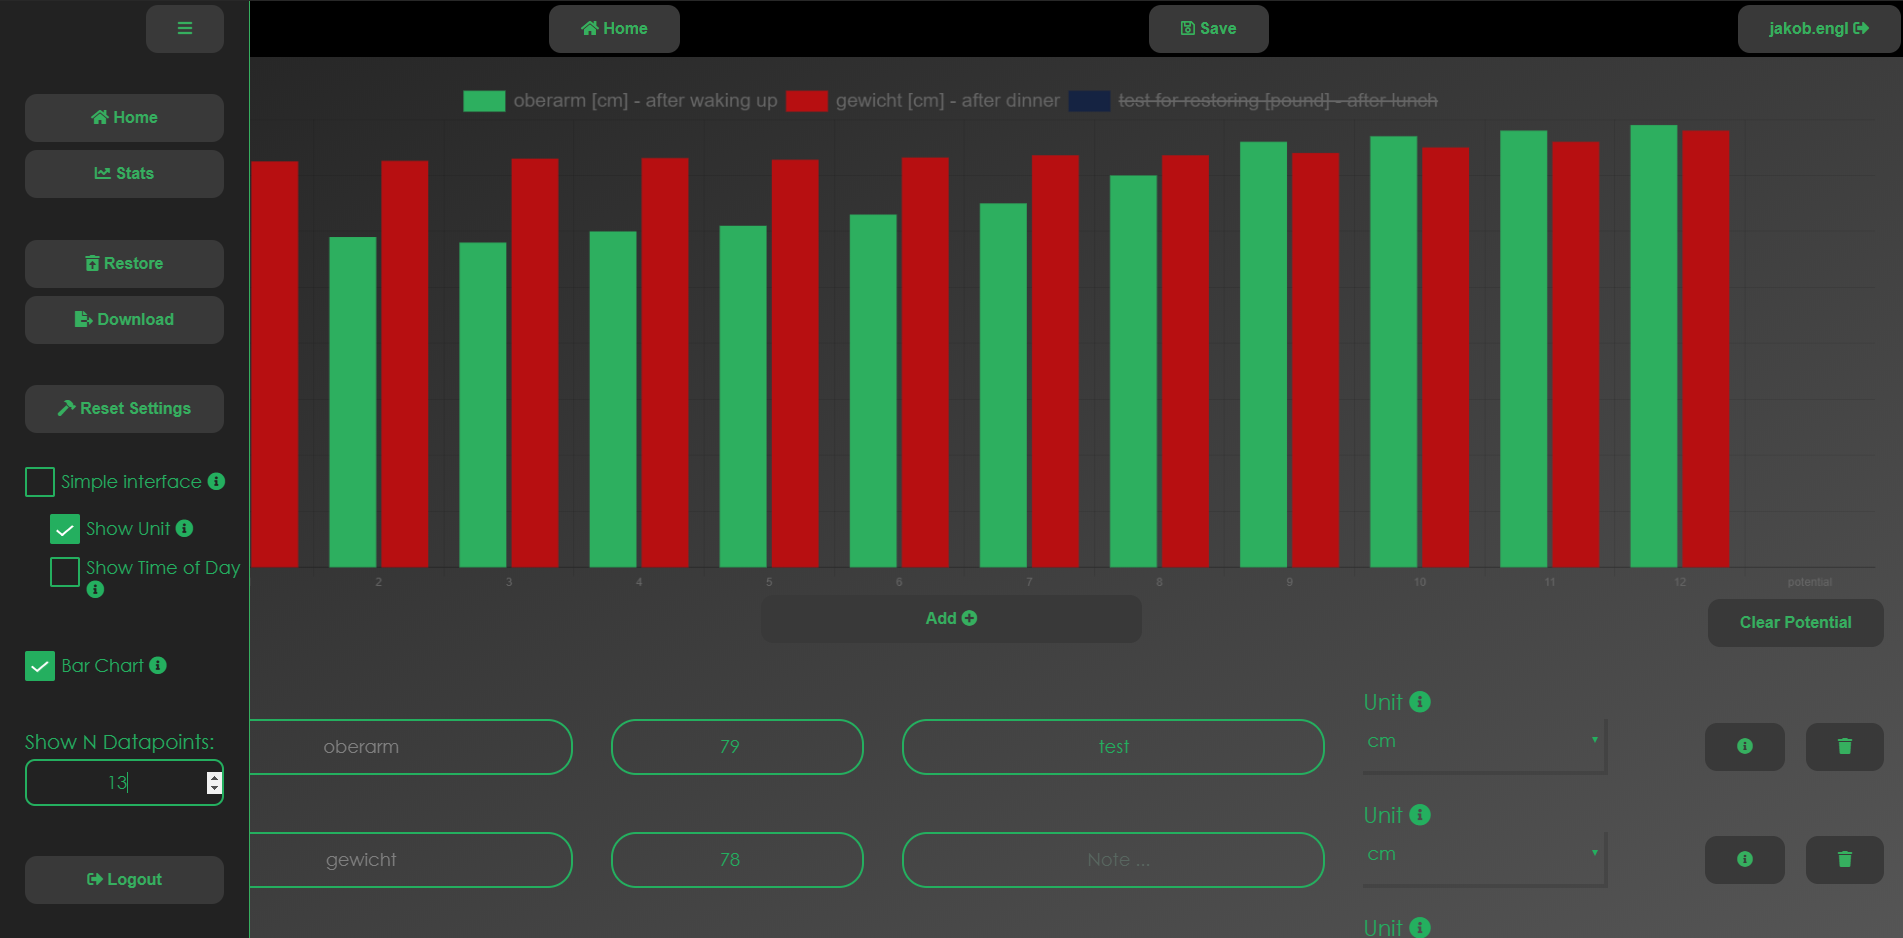 Home
Save
jakob.engl
Home
Stats
Restore
Download
Reset Settings
Simple interface
Show Unit
Show Time of Day
Bar Chart
Show N Datapoints:
13
Logout
oberarm [cm] - after waking up gewicht [cm] - after dinner test for restoring [pound] - after lunch
2 3 4 5 6 7 8 9 10 11 12 potential
Add
Clear Potential
Unit
oberarm 79 test cm
Unit
gewicht 78 Note ... cm
Unit